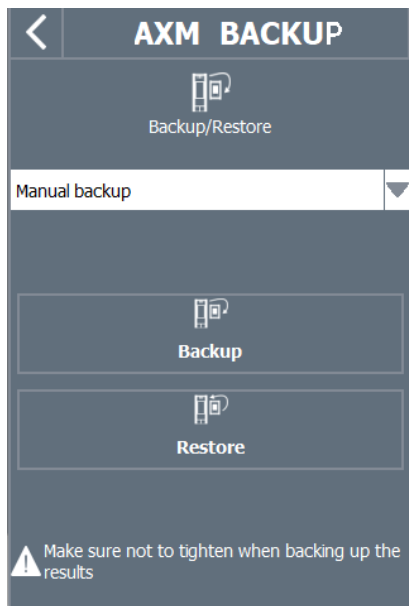 AXM BACKUP
Backup/Restore
Manual backup
Backup
Restore
Make sure not to tighten when backing up the
results